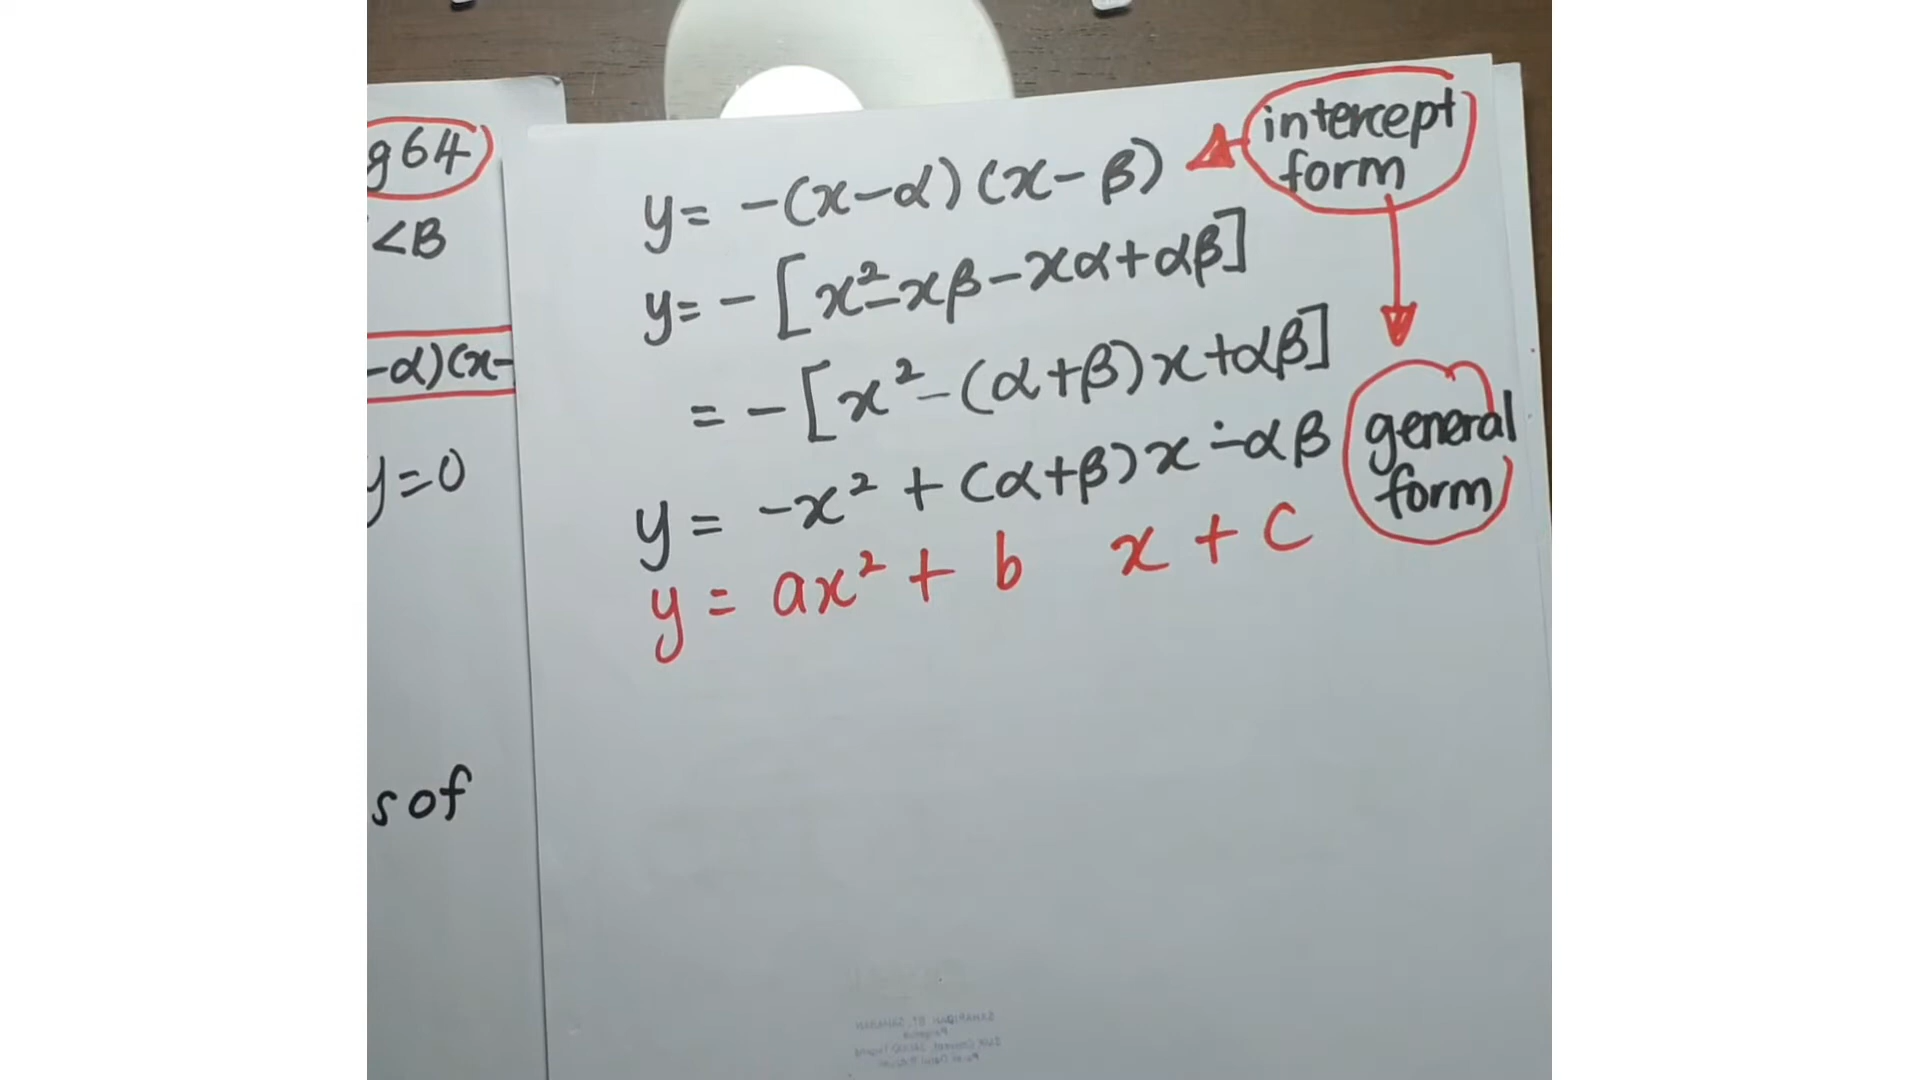 g64
<B
-α)(x-
y=0
s of
y= -(x-α)(x-β)
intercept
form
y= -[x²-xβ-xα+αβ]
= -[x²-(α+β)x+αβ]
y = -x² + (α+β)x -αβ
general
form
y = ax² + b x + c